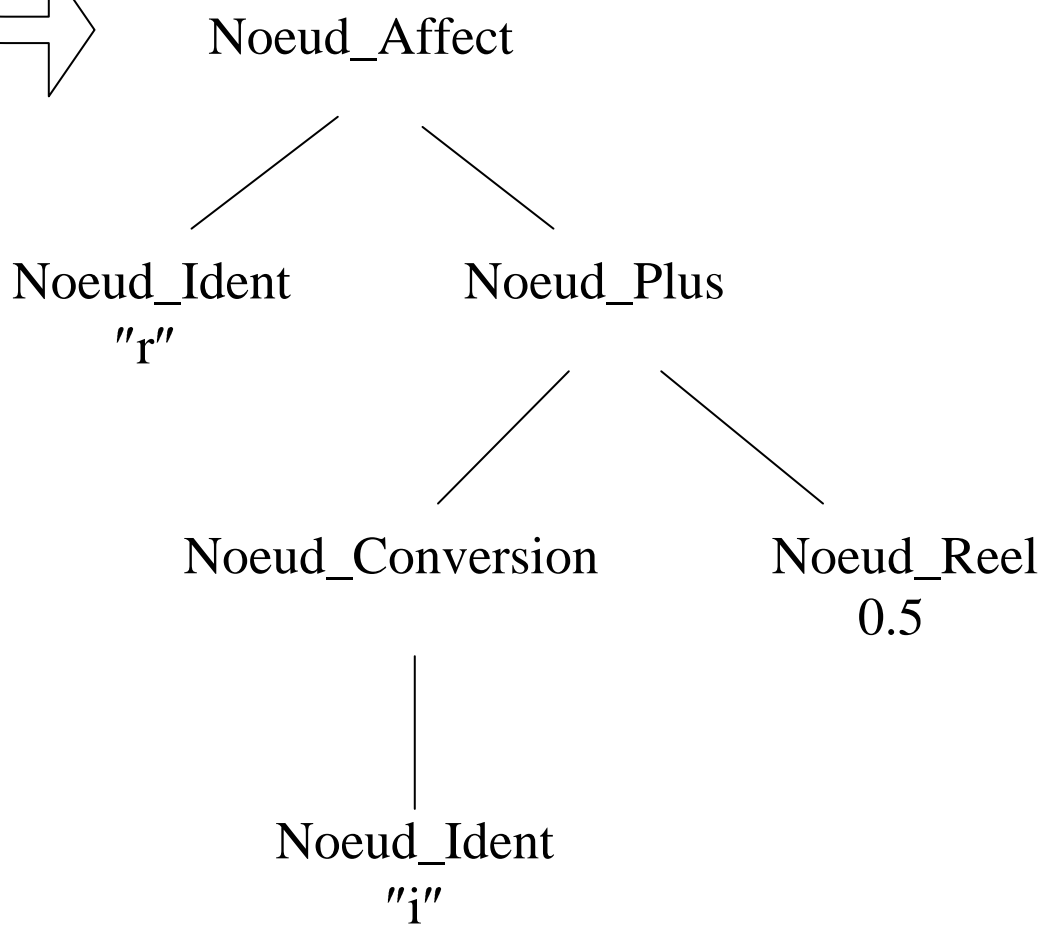 Noeud_Affect
Noeud_Ident
"r"
Noeud_Plus
Noeud_Conversion
Noeud_Reel
0.5
Noeud_Ident
"i"